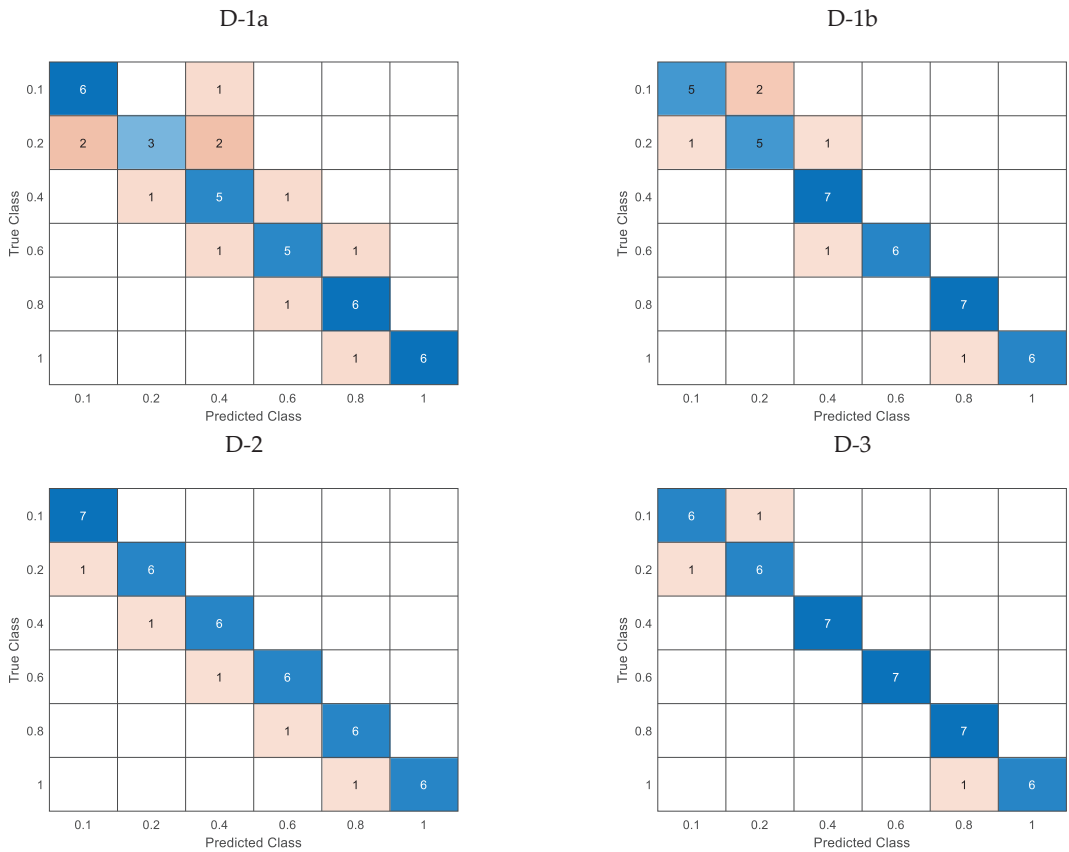 D-1a
0.1 6 1
0.2 2 3 2
0.4 1 5 1
0.6 1 5 1
0.8 1 6
1 1 6
True Class
0.1 0.2 0.4 0.6 0.8 1
Predicted Class
D-1b
0.1 5 2
0.2 1 5 1
0.4 7
0.6 1 6
0.8 7
1 1 6
True Class
0.1 0.2 0.4 0.6 0.8 1
Predicted Class
D-2
0.1 7
0.2 1 6
0.4 1 6
0.6 1 6
0.8 1 6
1 1 6
True Class
0.1 0.2 0.4 0.6 0.8 1
Predicted Class
D-3
0.1 6 1
0.2 1 6
0.4 7
0.6 7
0.8 7
1 1 6
True Class
0.1 0.2 0.4 0.6 0.8 1
Predicted Class